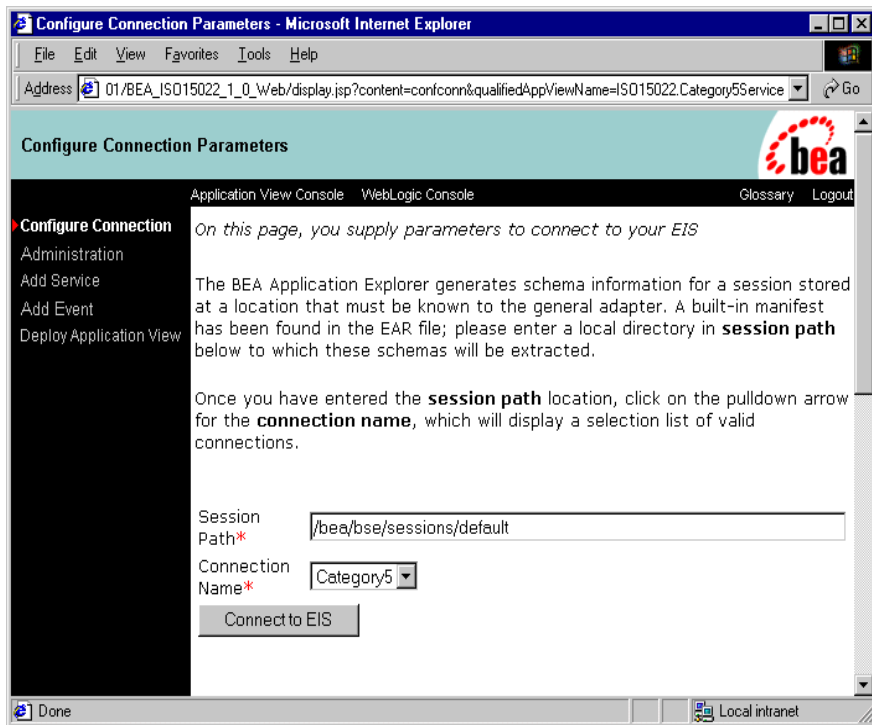 Configure Connection Parameters - Microsoft Internet Explorer
File Edit View Favorites Tools Help
Address 01/BEA_ISO15022_1_0_Web/display.jsp?content=confconn&qualifiedAppViewName=ISO15022.Category5Service Go
Configure Connection Parameters
bea
Application View Console WebLogic Console Glossary Logout
Configure Connection
Administration
Add Service
Add Event
Deploy Application View
On this page, you supply parameters to connect to your EIS
The BEA Application Explorer generates schema information for a session stored
at a location that must be known to the general adapter. A built-in manifest
has been found in the EAR file; please enter a local directory in session path
below to which these schemas will be extracted.
Once you have entered the session path location, click on the pulldown arrow
for the connection name, which will display a selection list of valid
connections.
Session
Path*
/bea/bse/sessions/default
Connection
Name*
Category5
Connect to EIS
Done
Local intranet